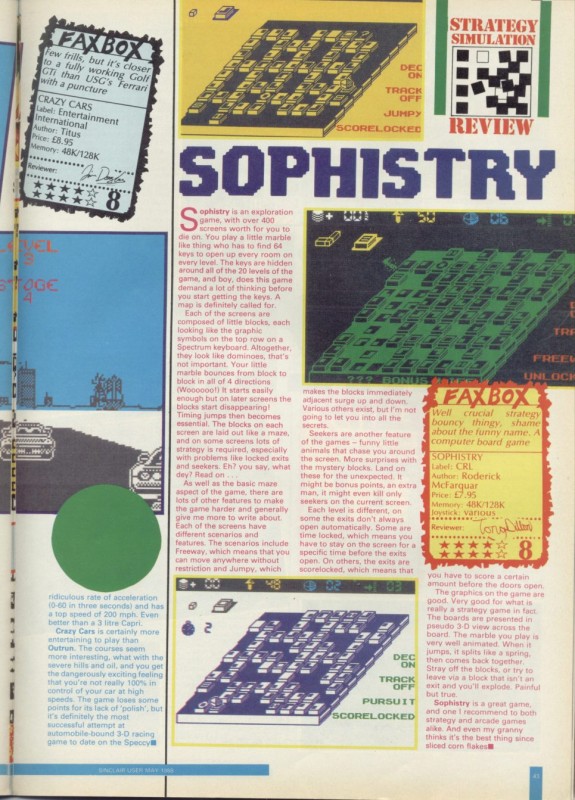 FAXBOX
Few frills, but it's closer
to a fully working Golf
GTi than USG's Ferrari
with a puncture
CRAZY CARS
Label: Entertainment
International
Author: Titus
Price: £8.95
Memory: 48K/128K
Reviewer:
8
LEVEL
3
STAGE
4
ridiculous rate of acceleration
(0-60 in three seconds) and has
a top speed of 200 mph. Even
better than a 3 litre Capri.
Crazy Cars is certainly more
entertaining to play than
Outrun. The courses seem
more interesting, what with the
severe hills and oil, and you get
the dangerously exciting feeling
that you're not really 100% in
control of your car at high
speeds. The game loses some
points for its lack of 'polish', but
it's definitely the most
successful attempt at
automobile-bound 3-D racing
game to date on the Speccy
DEC
ON
TRACK
OFF
JUMPY
SCORELOCKED
STRATEGY
SIMULATION
REVIEW
SOPHISTRY
Sophistry is an exploration
game, with over 400
screens worth for you to
die on. You play a little marble
like thing who has to find 64
keys to open up every room on
every level. The keys are hidden
around all of the 20 levels of the
game, and boy, does this game
demand a lot of thinking before
you start getting the keys. A
map is definitely called for.
Each of the screens are
composed of little blocks, each
looking like the graphic
symbols on the top row on a
Spectrum keyboard. Altogether,
they look like dominoes, that's
not important. Your little
marble bounces from block to
block in all of 4 directions
(Wooooooo!) It starts easily
enough but on later screens the
blocks start disappearing!
Timing jumps then becomes
essential. The blocks on each
screen are laid out like a maze,
and on some screens lots of
strategy is required, especially
with problems like locked exits
and seekers. Eh? you say, what
dey? Read on . . .
As well as the basic maze
aspect of the game, there are
lots of other features to make
the game harder and generally
give me more to write about.
Each of the screens have
different scenarios and
features. The scenarios include
Freeway, which means that you
can move anywhere without
restriction and Jumpy, which
001
50
06
TRA
FREEW
UNLOCK
BONUS
makes the blocks immediately
adjacent surge up and down.
Various others exist, but I'm not
going to let you into all the
secrets.
Seekers are another feature
of the games – funny little
animals that chase you around
the screen. More surprises with
the mystery blocks. Land on
these for the unexpected. It
might be bonus points, an extra
man, it might even kill only
seekers on the current screen.
Each level is different, on
some the exits don't always
open automatically. Some are
time locked, which means you
have to stay on the screen for a
specific time before the exits
open. On others, the exits are
scorelocked, which means that
FAXBOX
Well crucial strategy
bouncy thingy, shame
about the funny name. A
computer board game
SOPHISTRY
Label: CRL
Author: Roderick
McFarquar
Price: £7.95
Memory: 48K/128K
Joystick: various
Reviewer: Tony Dillon
8
00
48
02
03
2
DEC
ON
TRACK
OFF
PURSUIT
SCORELOCKED
you have to score a certain
amount before the doors open.
The graphics on the game are
good. Very good for what is
really a strategy game in fact.
The boards are presented in
pseudo 3-D view across the
board. The marble you play is
very well animated. When it
jumps, it splits like a spring,
then comes back together.
Stray off the blocks, or try to
leave via a block that isn't an
exit and you'll explode. Painful
but true.
Sophistry is a great game,
and one I recommend to both
strategy and arcade games
alike. And even my granny
thinks it's the best thing since
sliced corn flakes
SINCLAIR USER MAY 1988